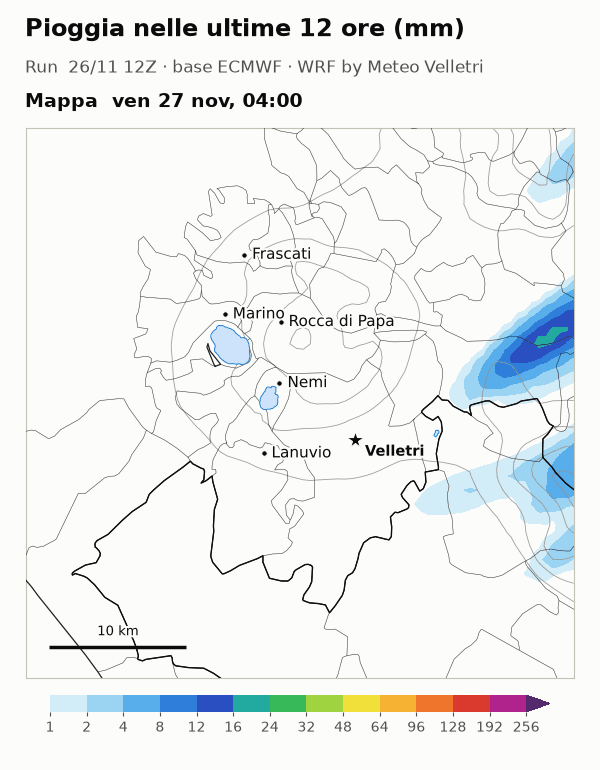 Pioggia nelle ultime 12 ore (mm)
Run  26/11 12Z · base ECMWF · WRF by Meteo Velletri
Mappa  ven 27 nov, 04:00
Frascati
Marino
Rocca di Papa
Nemi
Velletri
Lanuvio
10 km
1 2 4 8 12 16 24 32 48 64 96 128 192 256